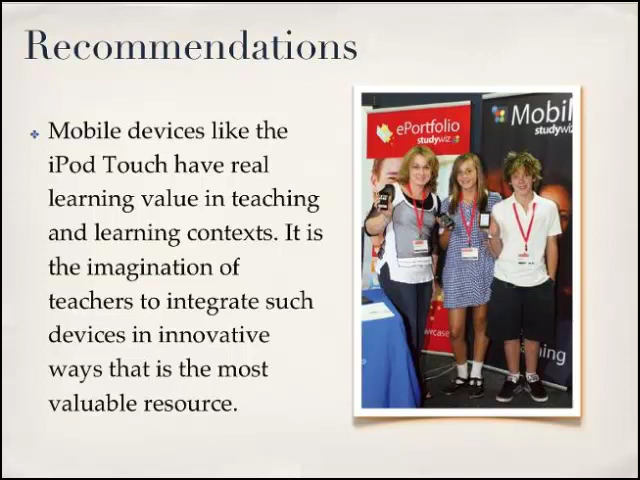 Recommendations
Mobile devices like the
iPod Touch have real
learning value in teaching
and learning contexts. It is
the imagination of
teachers to integrate such
devices in innovative
ways that is the most
valuable resource.
ePortfolio
studywiz
Mobil
studywiz